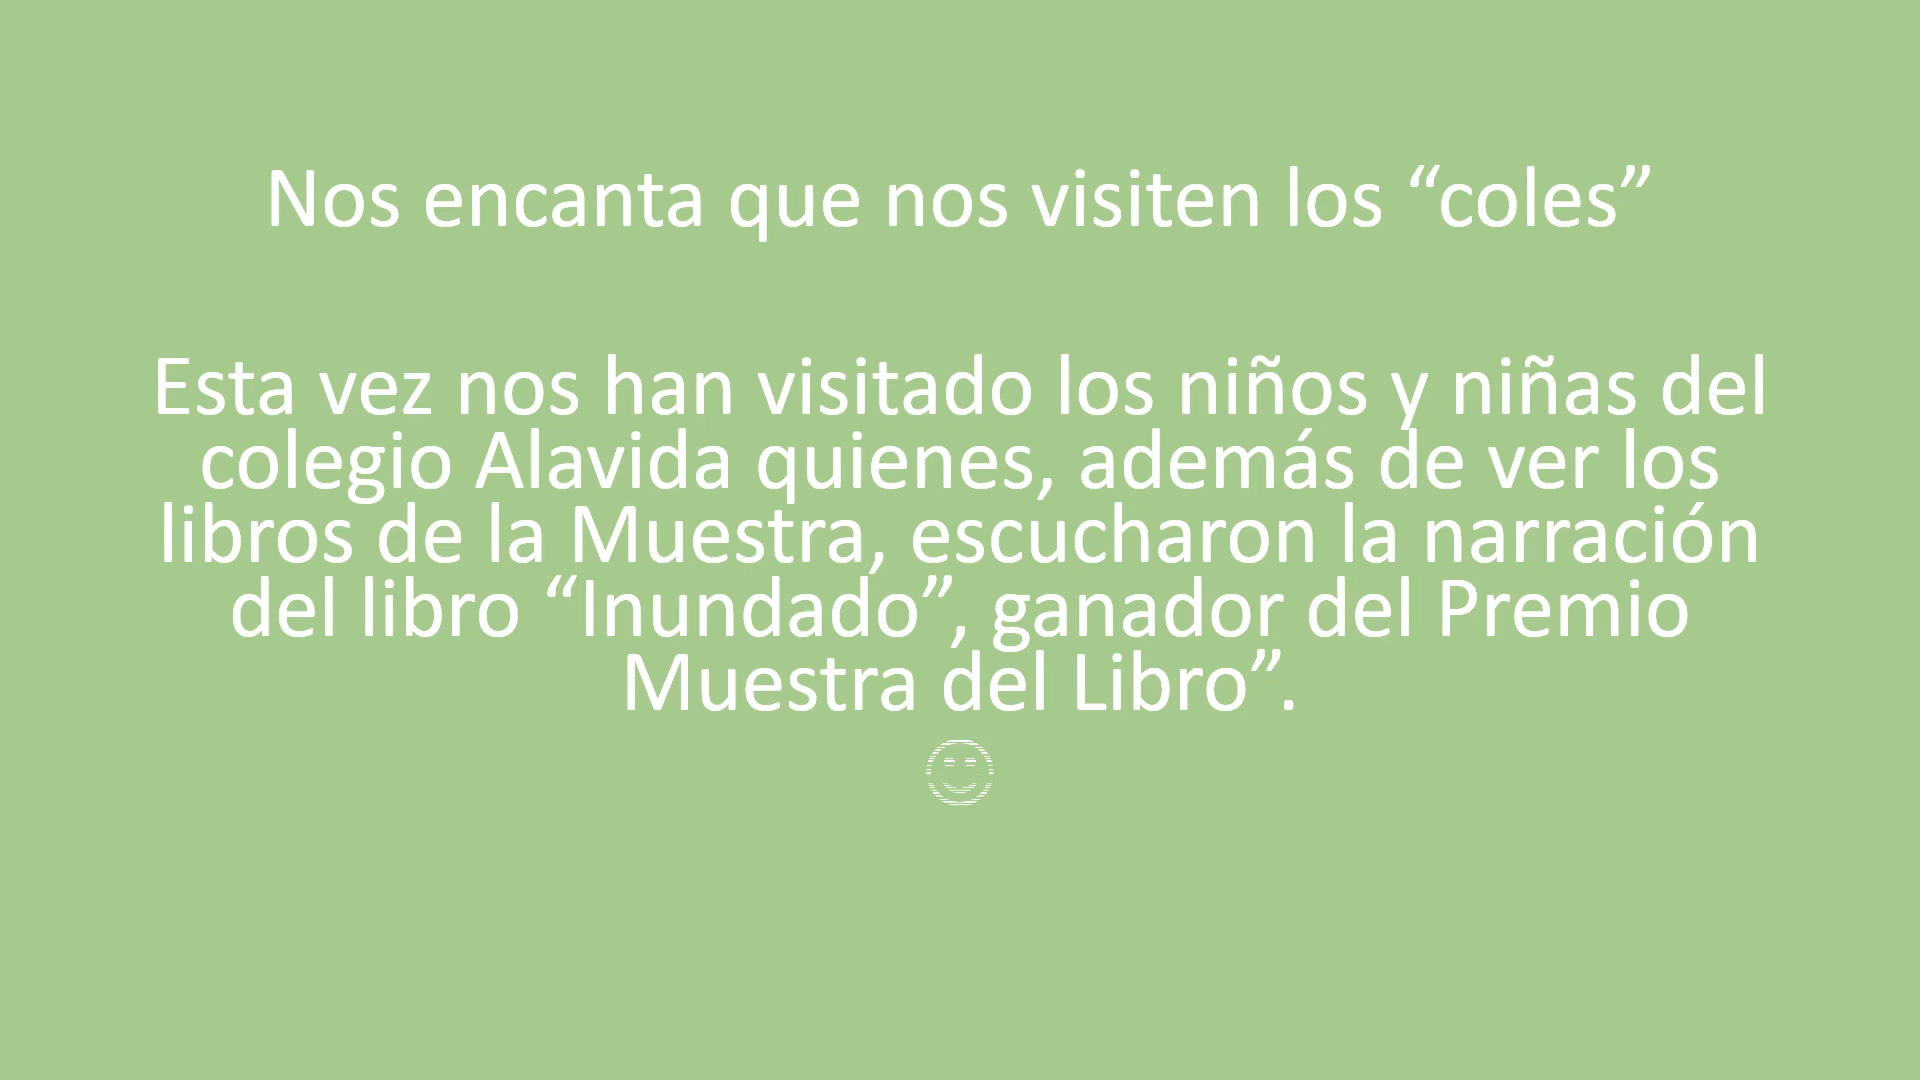 Nos encanta que nos visiten los “coles”
Esta vez nos han visitado los niños y niñas del
colegio Alavida quienes, además de ver los
libros de la Muestra, escucharon la narración
del libro “Inundado”, ganador del Premio
Muestra del Libro”.